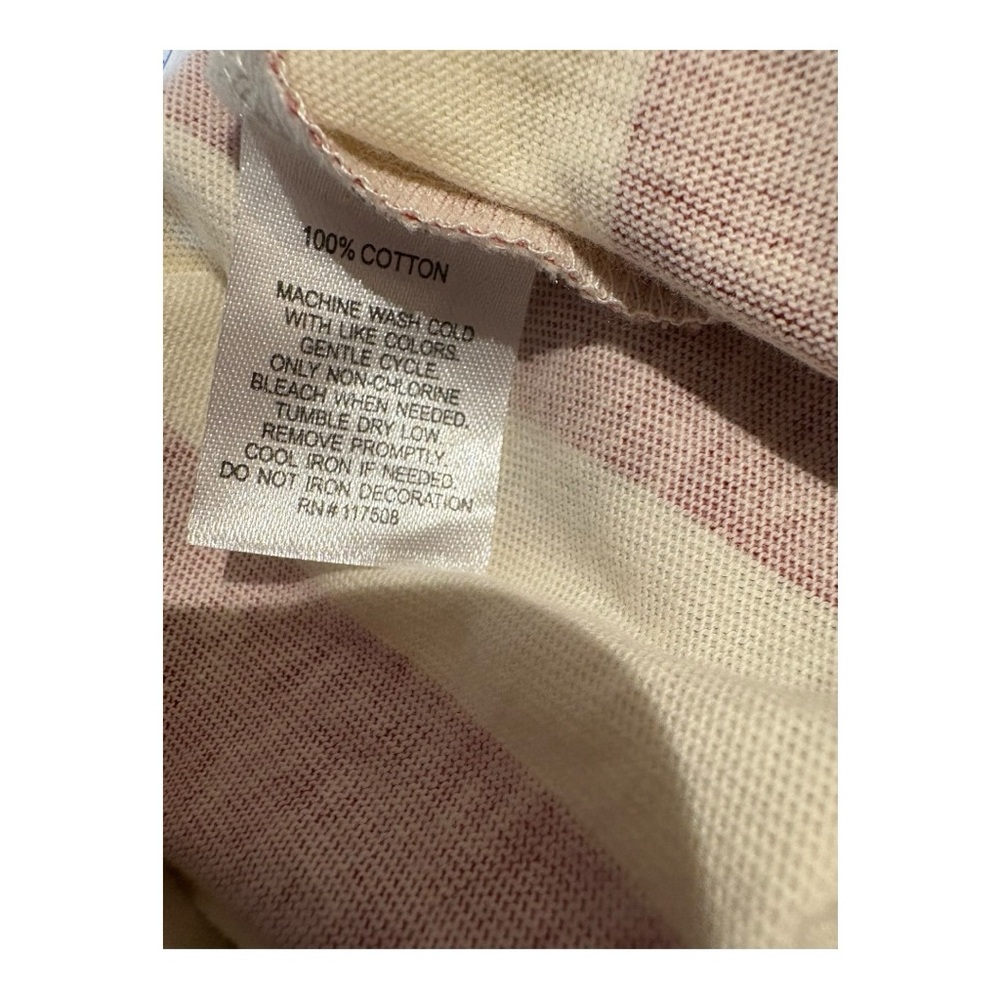 100% COTTON
MACHINE WASH COLD
WITH LIKE COLORS.
GENTLE CYCLE.
ONLY NON-CHLORINE
BLEACH WHEN NEEDED.
TUMBLE DRY LOW,
REMOVE PROMPTLY.
COOL IRON IF NEEDED.
DO NOT IRON DECORATION
RN#117508